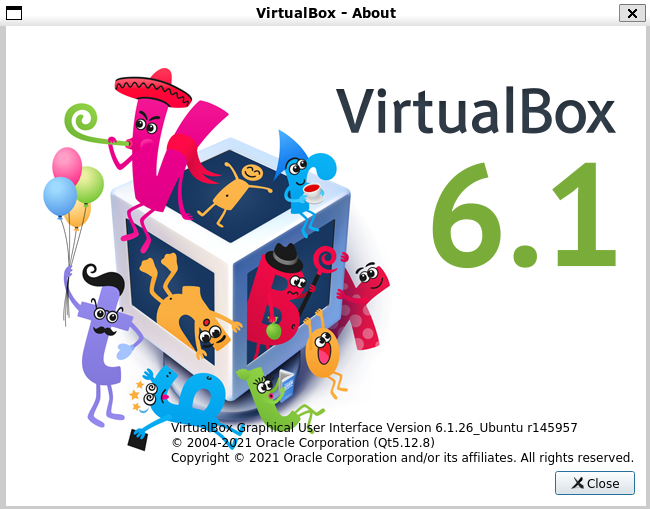 VirtualBox - About
VirtualBox
6.1
VirtualBox Graphical User Interface Version 6.1.26_Ubuntu r145957
© 2004-2021 Oracle Corporation (Qt5.12.8)
Copyright © 2021 Oracle Corporation and/or its affiliates. All rights reserved.
Close